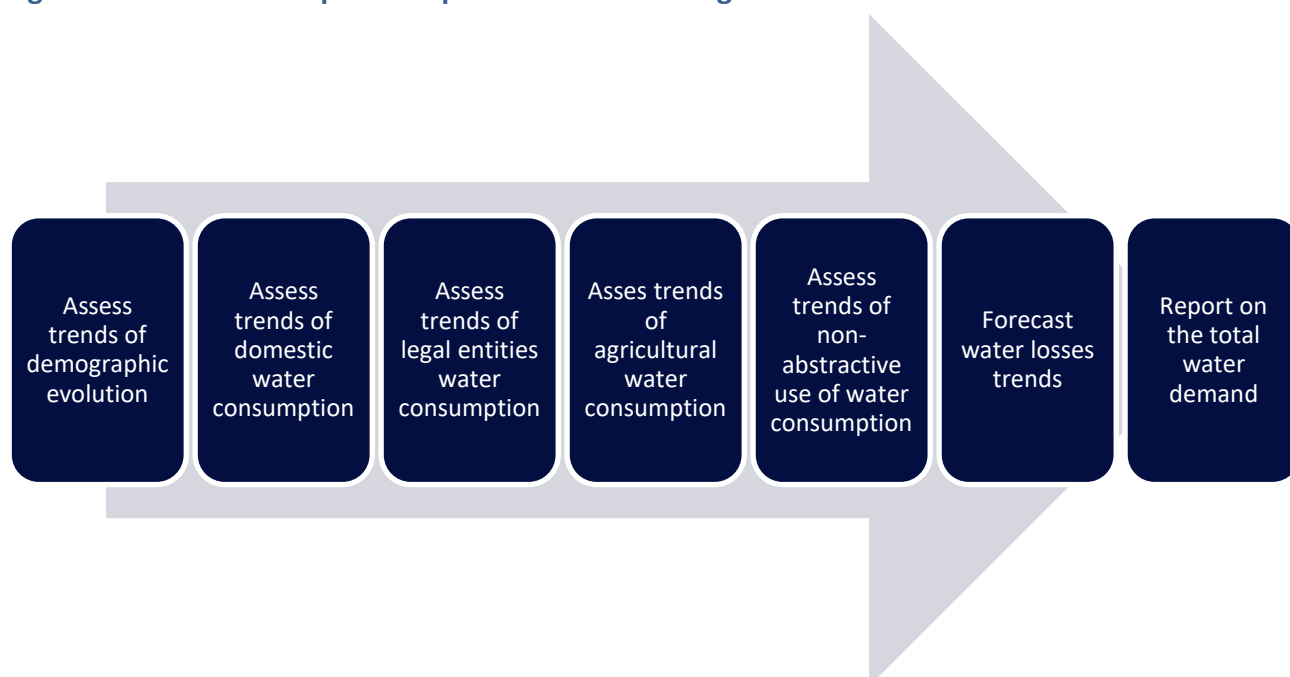 Assess
trends of
demographic
evolution
Assess
trends of
domestic
water
consumption
Assess
trends of
legal entities
water
consumption
Asses trends
of
agricultural
water
consumption
Assess
trends of
non-
abstractive
use of water
consumption
Forecast
water losses
trends
Report on
the total
water
demand